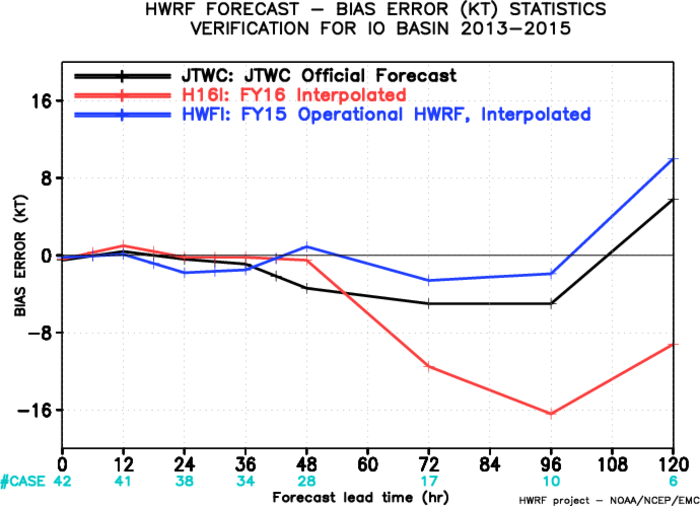 HWRF FORECAST – BIAS ERROR (KT) STATISTICS
VERIFICATION FOR IO BASIN 2013–2015
JTWC: JTWC Official Forecast
H16I: FY16 Interpolated
HWFI: FY15 Operational HWRF, Interpolated
BIAS ERROR (KT)
16
8
0
–8
–16
0 12 24 36 48 60 72 84 96 108 120
#CASE 42 41 38 34 28 17 10 6
Forecast lead time (hr)
HWRF project – NOAA/NCEP/EMC